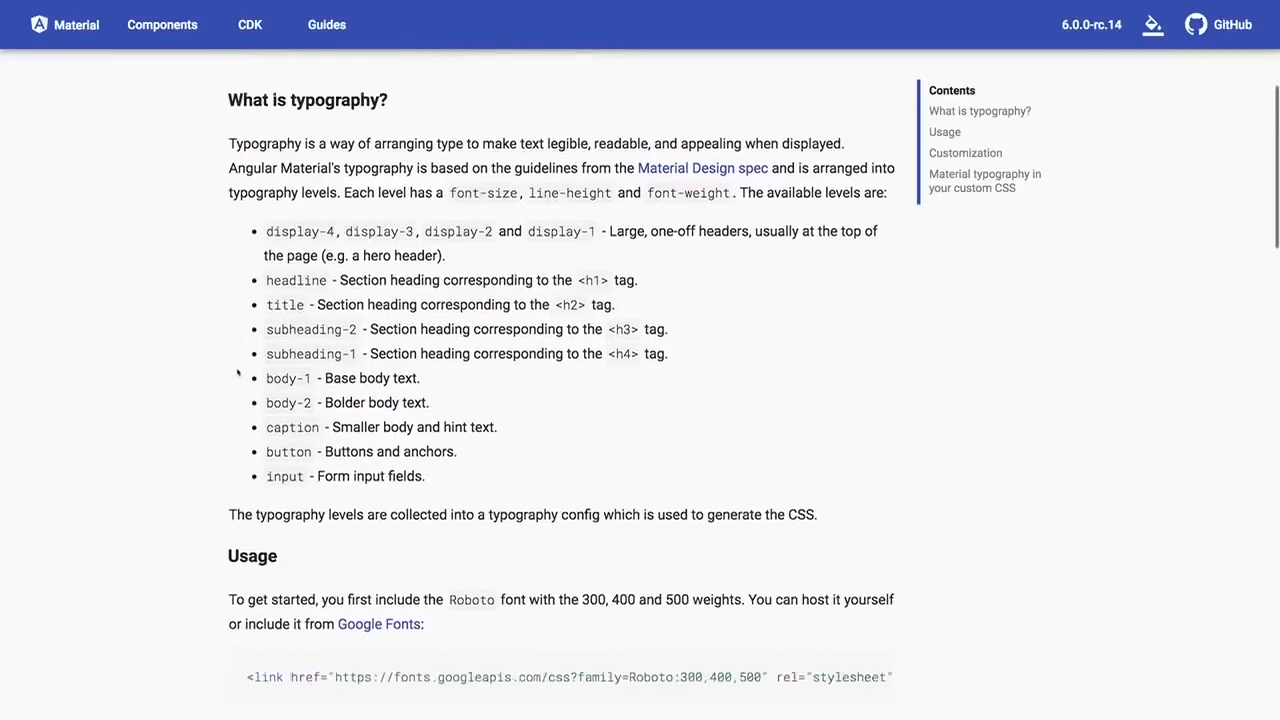 Material Components CDK Guides 6.0.0-rc.14 GitHub
What is typography?
Typography is a way of arranging type to make text legible, readable, and appealing when displayed.
Angular Material's typography is based on the guidelines from the Material Design spec and is arranged into
typography levels. Each level has a font-size, line-height and font-weight. The available levels are:
• display-4, display-3, display-2 and display-1 - Large, one-off headers, usually at the top of
the page (e.g. a hero header).
• headline - Section heading corresponding to the <h1> tag.
• title - Section heading corresponding to the <h2> tag.
• subheading-2 - Section heading corresponding to the <h3> tag.
• subheading-1 - Section heading corresponding to the <h4> tag.
• body-1 - Base body text.
• body-2 - Bolder body text.
• caption - Smaller body and hint text.
• button - Buttons and anchors.
• input - Form input fields.
The typography levels are collected into a typography config which is used to generate the CSS.
Usage
To get started, you first include the Roboto font with the 300, 400 and 500 weights. You can host it yourself
or include it from Google Fonts:
<link href="https://fonts.googleapis.com/css?family=Roboto:300,400,500" rel="stylesheet"
Contents
What is typography?
Usage
Customization
Material typography in
your custom CSS